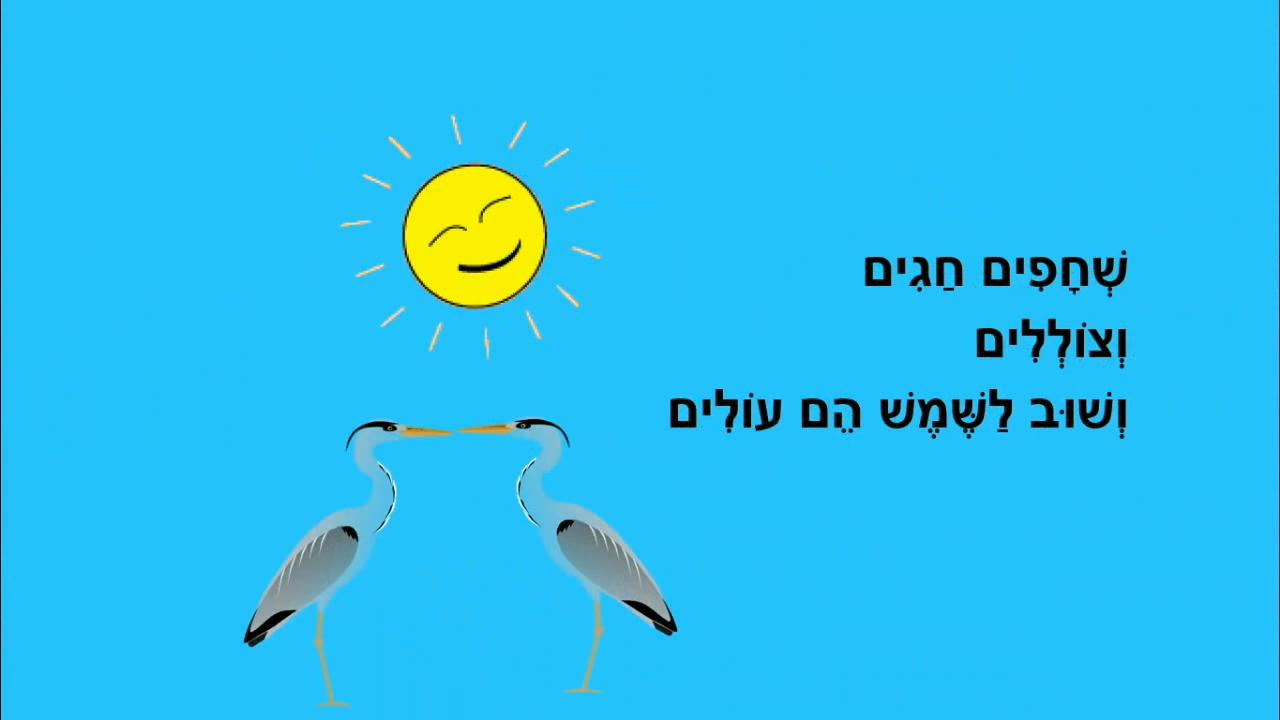 שְׁחָפִים חַגִים
וְצוֹלְלִים
וְשׁוּב לַשֶּׁמֶשׁ הֵם עוֹלִים